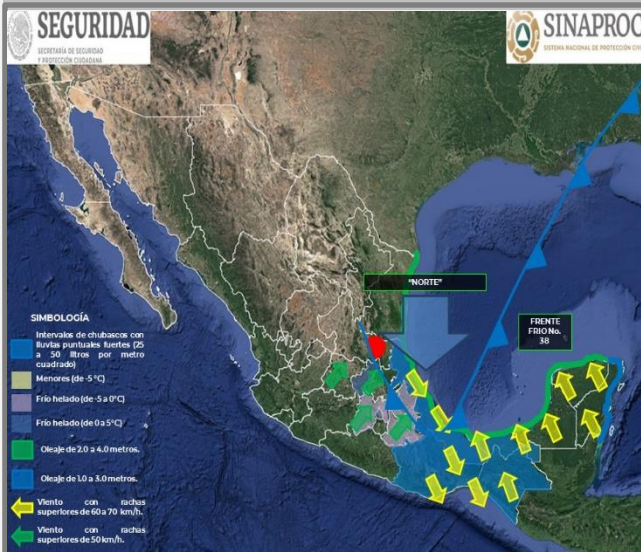 SEGURIDAD
SECRETARÍA DE SEGURIDAD
Y PROTECCIÓN CIUDADANA
SINAPROC
SISTEMA NACIONAL DE PROTECCIÓN CIV
"NORTE"
FRENTE
FRIO No.
38
SIMBOLOGÍA
Intervalos de chubascos con
lluvias puntuales fuertes (25
a 50 litros por metro
cuadrado)
Menores (de -5 °C)
Frío helado (de -5 a 0°C)
Frío helado (de 0 a 5°C)
Oleaje de 2.0 a 4.0 metros.
Oleaje de 1.0 a 3.0 metros.
Viento con rachas
superiores de 60 a 70 km/h.
Viento con rachas
superiores de 50 km/h.